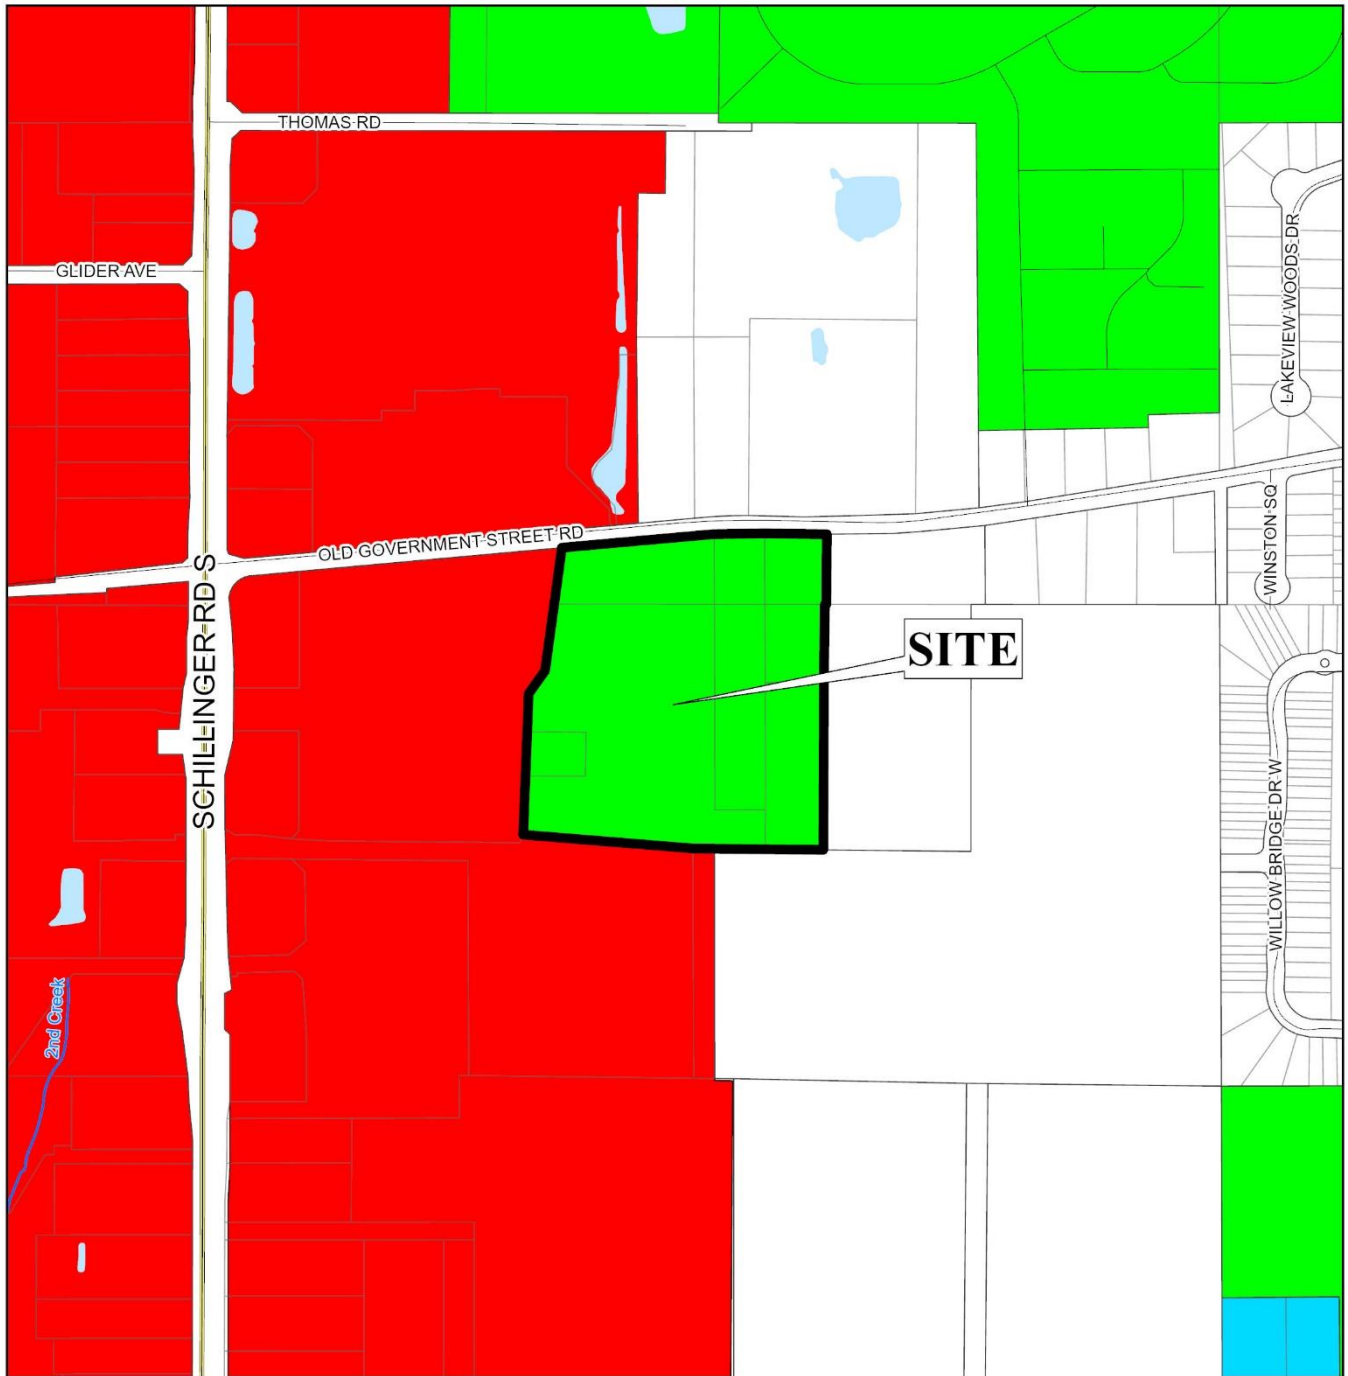 THOMAS RD
GLIDER AVE
LAKEVIEW WOODS DR
OLD GOVERNMENT STREET RD
WINSTON SQ
SCHILLINGER RD S
SITE
WILLOW BRIDGE DR W
2nd Creek